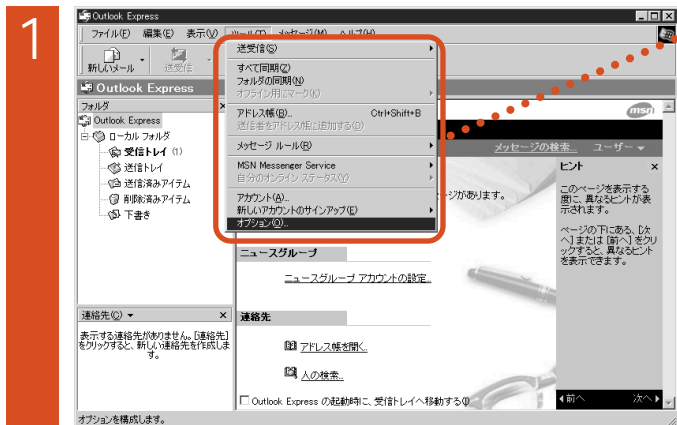 1
Outlook Express
ファイル(F) 編集(E) 表示(V) ツール(T) メッセージ(M) ヘルプ(H)
新しいメール 送受信
Outlook Express
フォルダ ×
Outlook Express
ローカル フォルダ
受信トレイ (1)
送信トレイ
送信済みアイテム
削除済みアイテム
下書き
連絡先(C) ×
表示する連絡先がありません。[連絡先]
をクリックすると、新しい連絡先を作成しま
す。
送受信(S)
すべて同期(Z)
フォルダの同期(N)
オフライン用にマーク(K)
アドレス帳(B)... Ctrl+Shift+B
送信者をアドレス帳に追加する(D)
メッセージ ルール(R)
MSN Messenger Service
自分のオンライン ステータス(Y)
アカウント(A)...
新しいアカウントのサインアップ(E)
オプション(O)...
msn
メッセージの検索... ユーザー
ージがあります。
ニュースグループ
ニュースグループ アカウントの設定...
連絡先
アドレス帳を開く...
人の検索...
Outlook Express の起動時に、受信トレイへ移動する(I)
ヒント ×
このページを表示する
度に、異なるヒントが表
示されます。
ページの下にある、[次
へ] または [前へ] をクリ
ックすると、異なるヒント
を表示できます。
前へ 次へ
オプションを構成します。